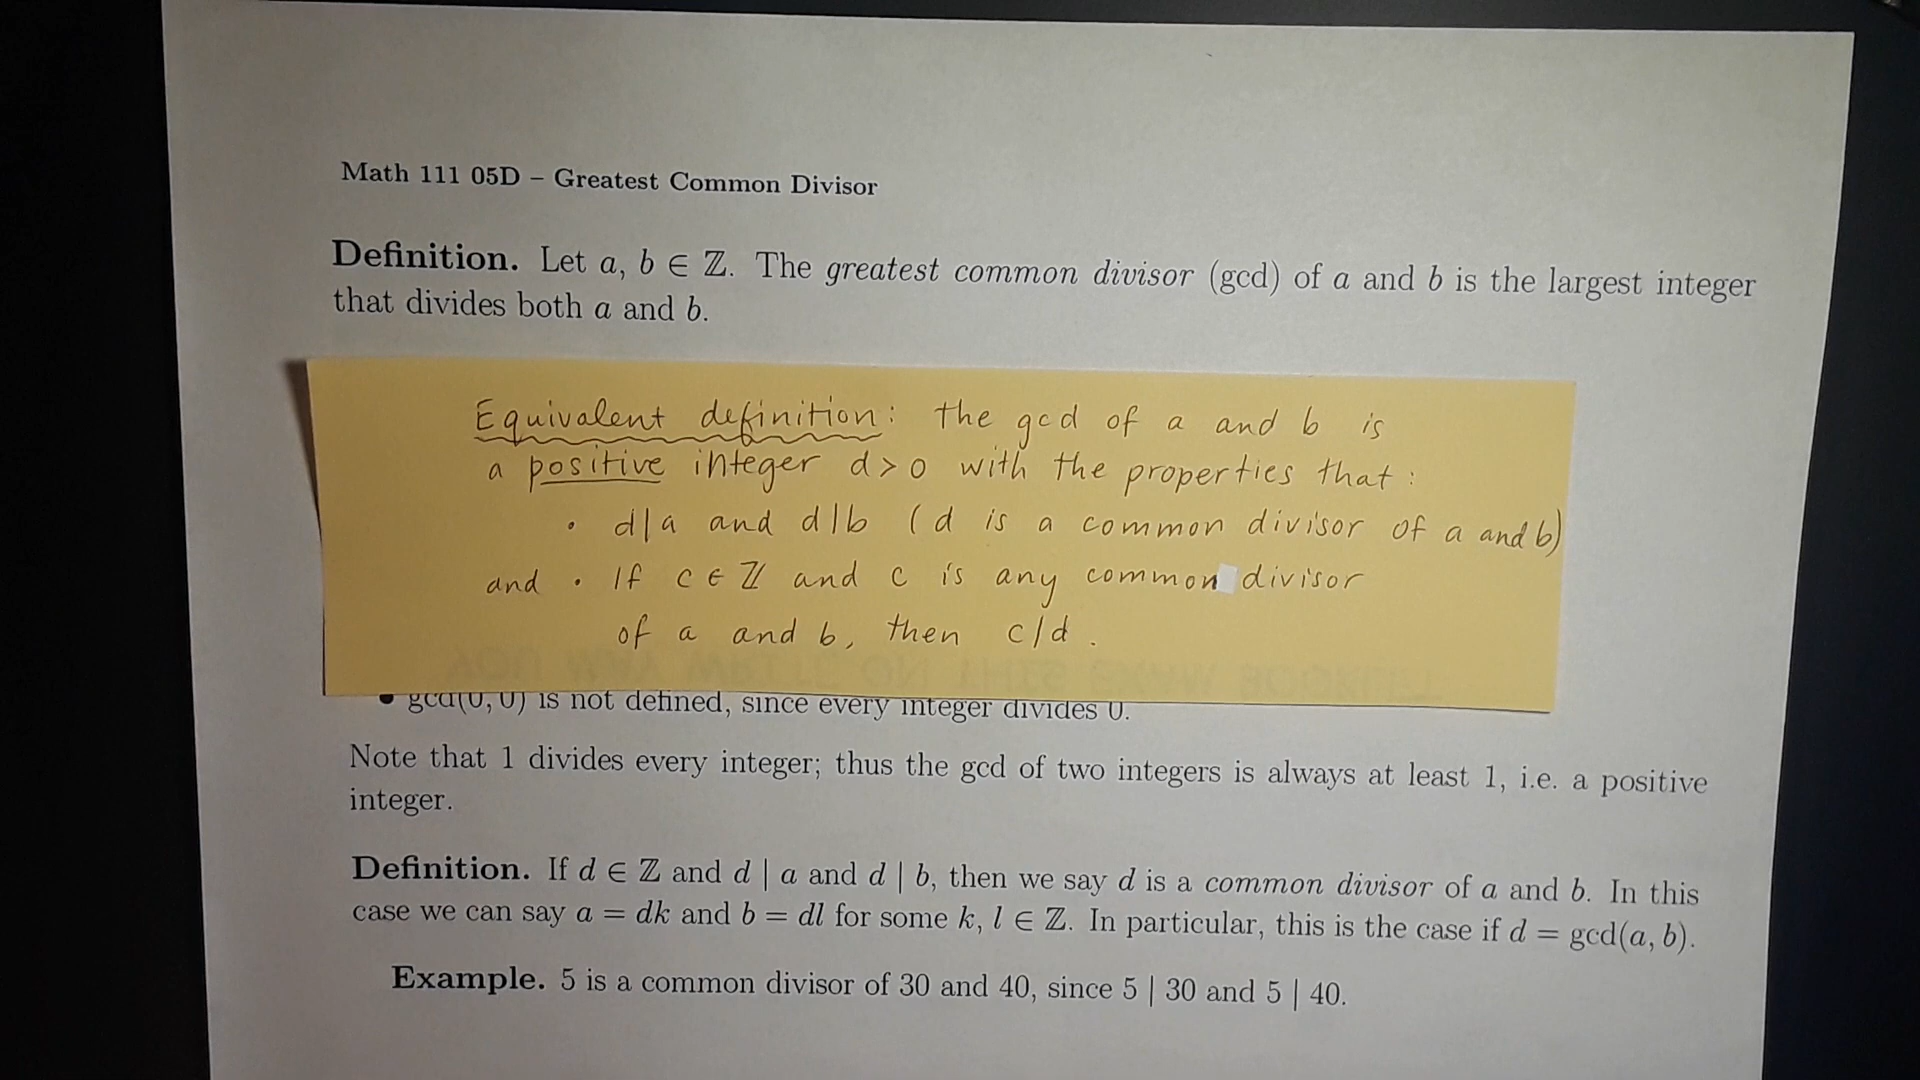 Math 111 05D – Greatest Common Divisor
Definition. Let a, b ∈ ℤ. The greatest common divisor (gcd) of a and b is the largest integer
that divides both a and b.
Equivalent definition: the gcd of a and b is
a positive integer d > 0 with the properties that:
• d|a and d|b (d is a common divisor of a and b)
and • If c ∈ ℤ and c is any common divisor
of a and b, then c|d.
• gcd(0, 0) is not defined, since every integer divides 0.
Note that 1 divides every integer; thus the gcd of two integers is always at least 1, i.e. a positive
integer.
Definition. If d ∈ ℤ and d | a and d | b, then we say d is a common divisor of a and b. In this
case we can say a = dk and b = dl for some k, l ∈ ℤ. In particular, this is the case if d = gcd(a, b).
Example. 5 is a common divisor of 30 and 40, since 5 | 30 and 5 | 40.